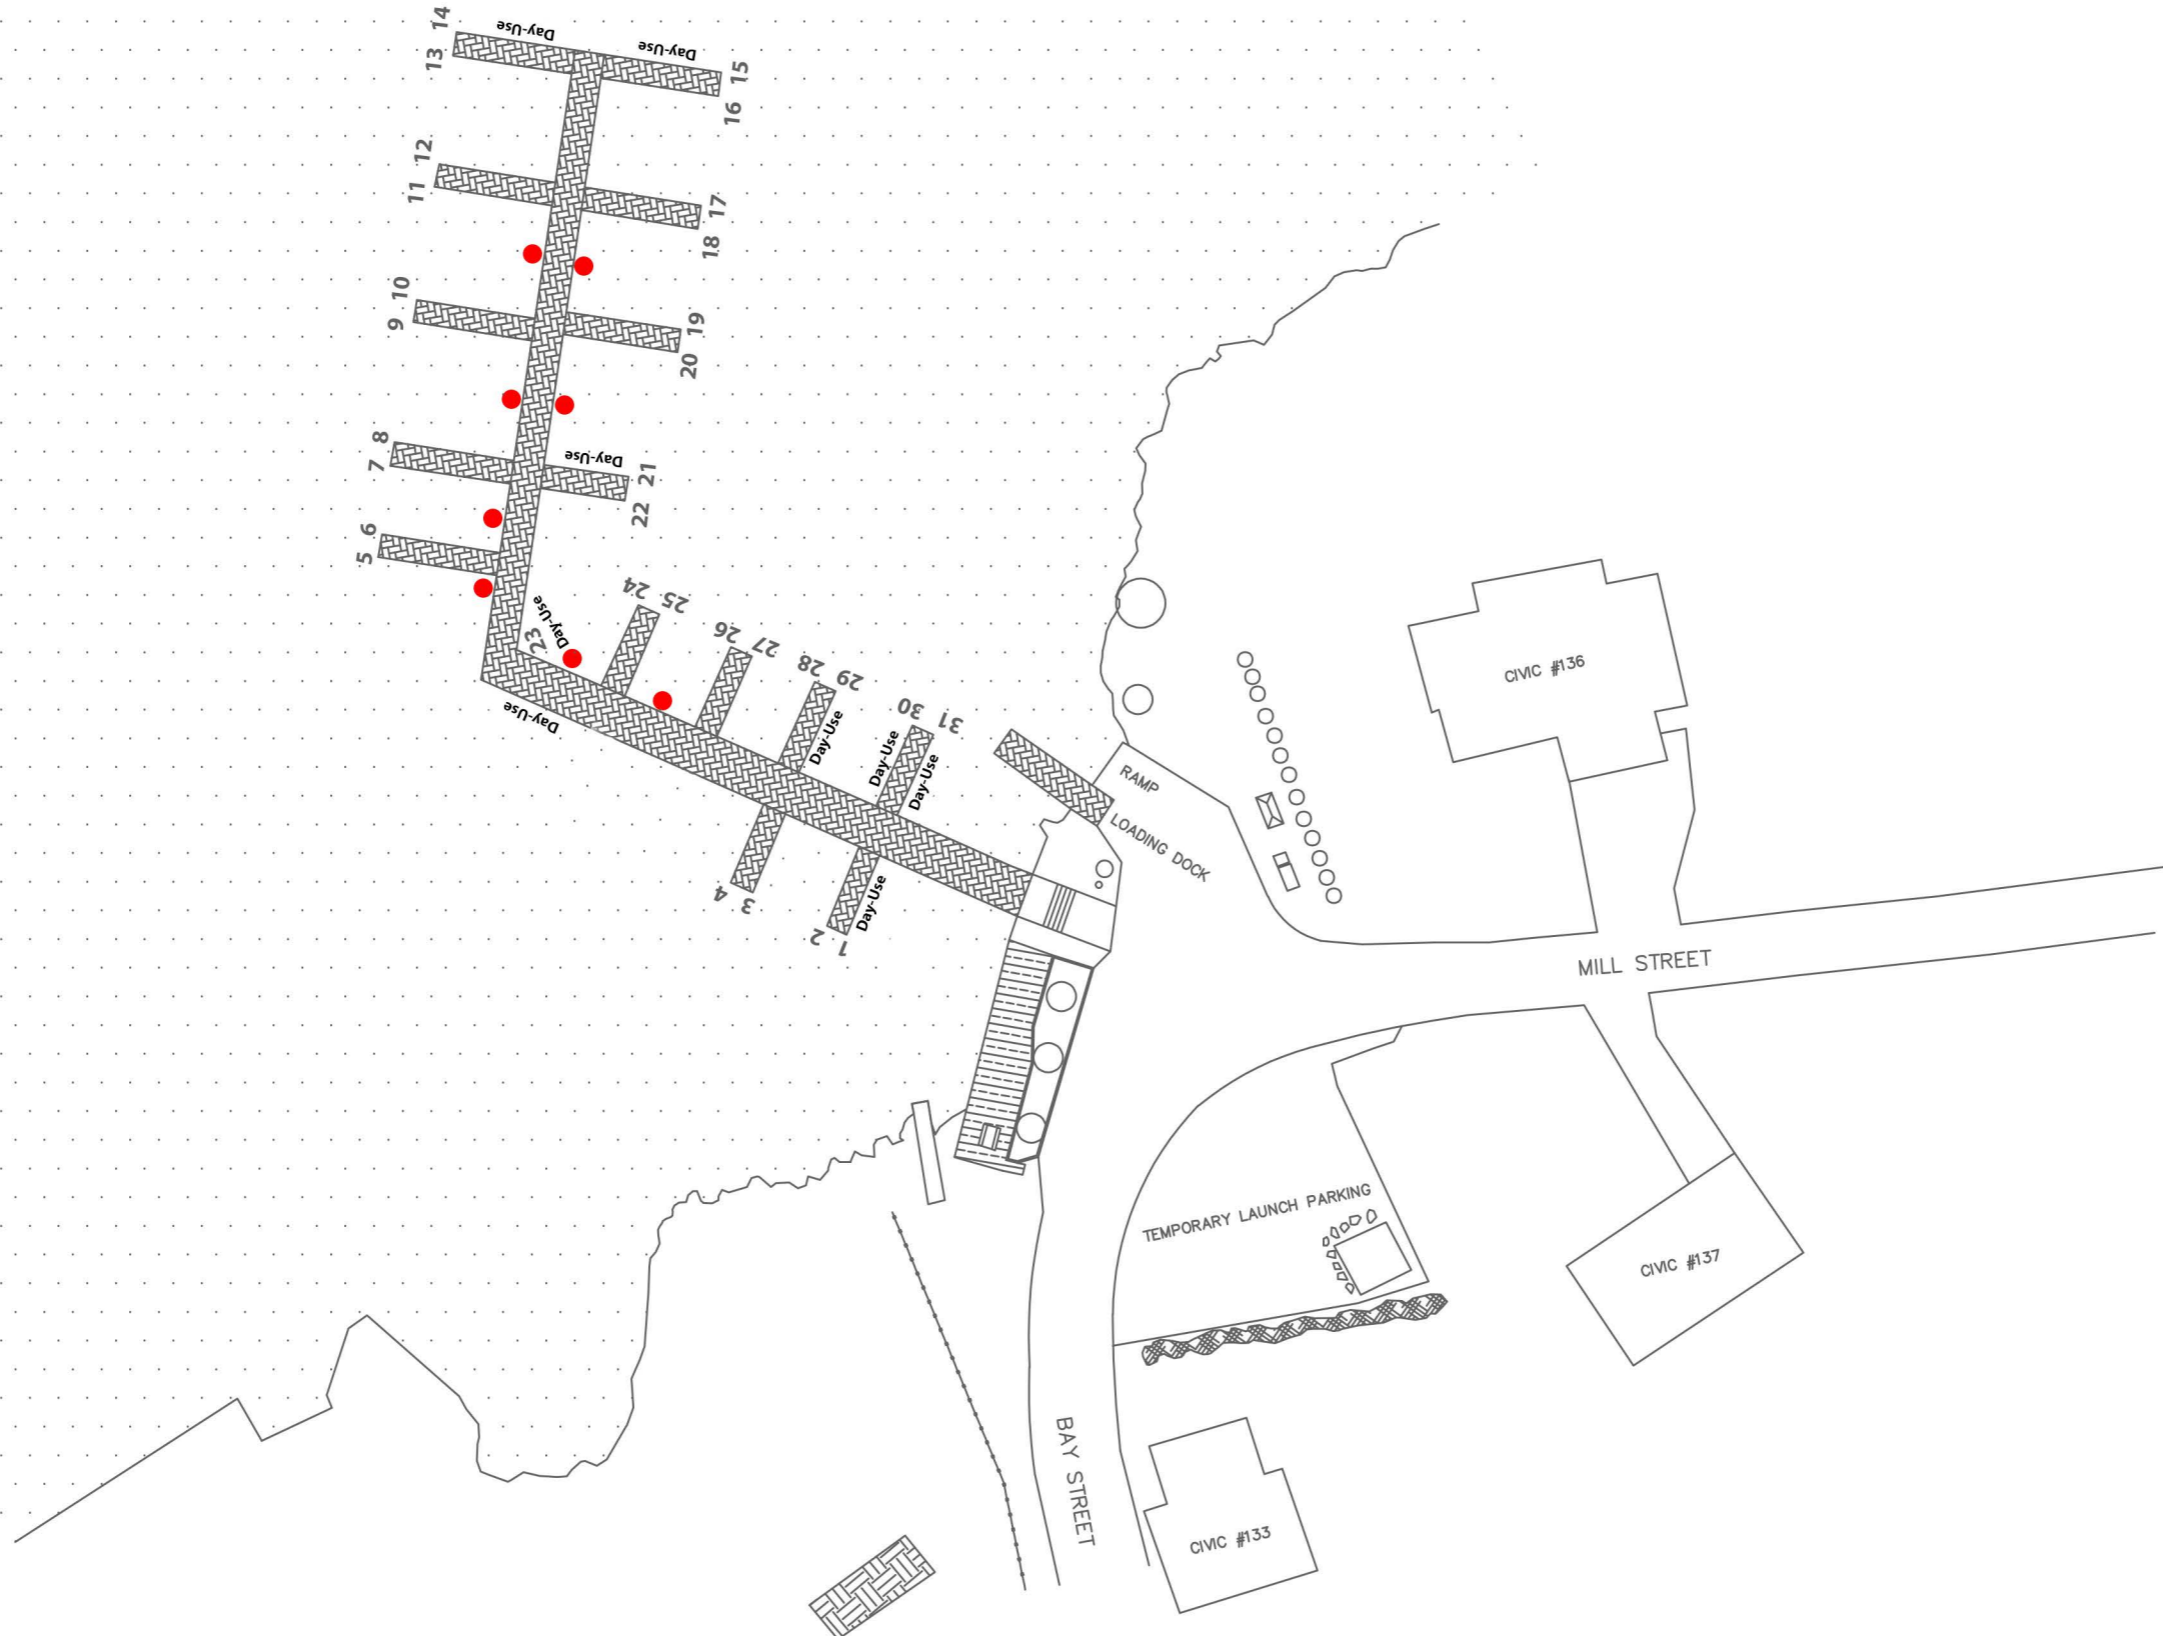 14
Day-Use
13
Day-Use
15
16
12
11
17
18
10
9
19
20
8
7
Day-Use
21
22
6
5
Day-Use
23
24
25
26
27
28
29
Day-Use
30
31
Day-Use
Day-Use
Day-Use
4
3
2
1
Day-Use
RAMP
LOADING DOCK
CIVIC #136
MILL STREET
TEMPORARY LAUNCH PARKING
CIVIC #137
BAY STREET
CIVIC #133